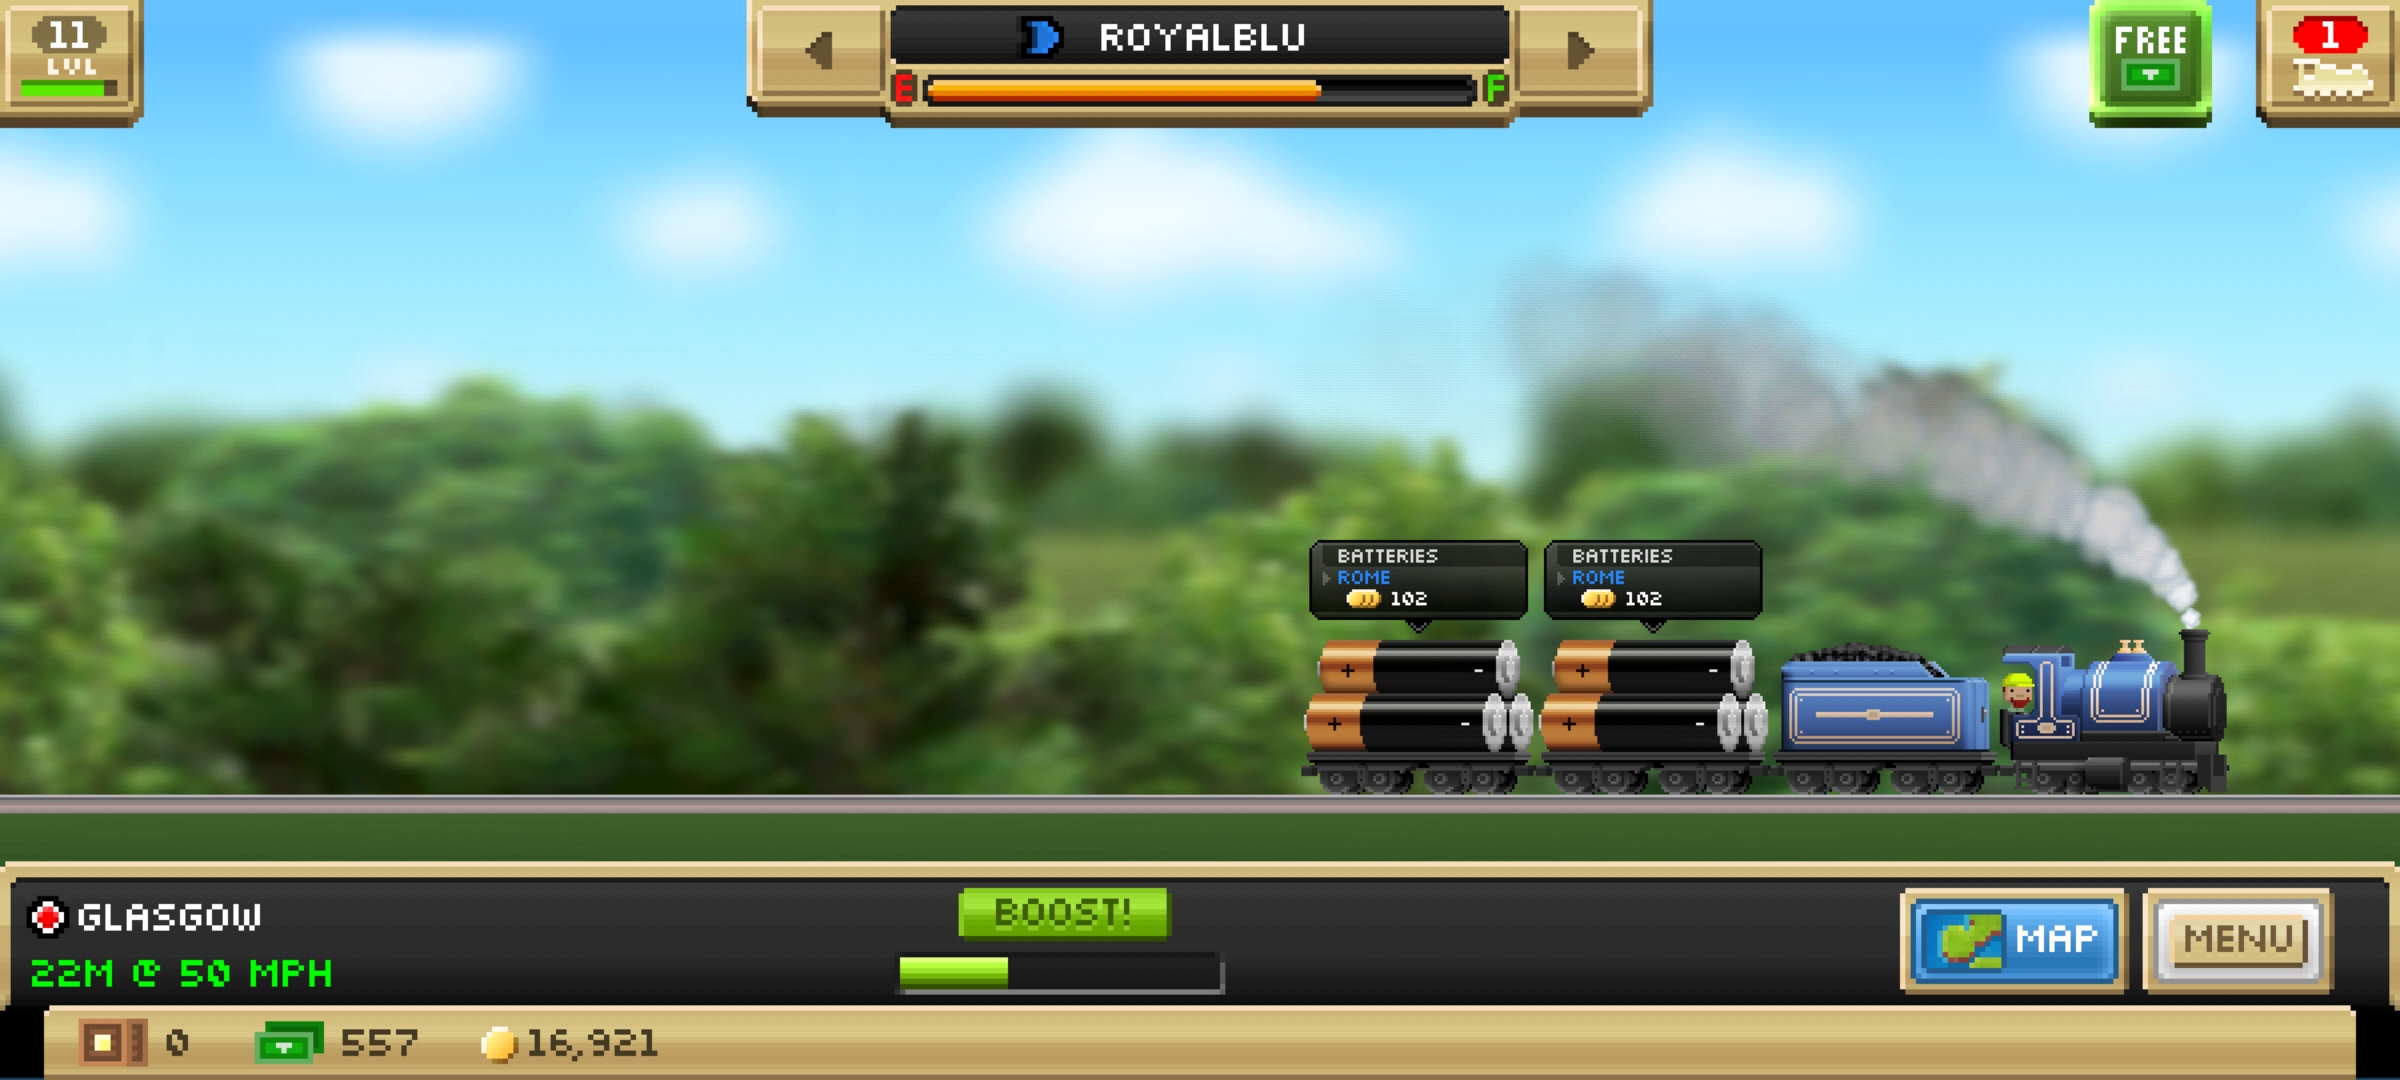 11
LVL
ROYALBLU
E F
FREE
1
BATTERIES
ROME
102
BATTERIES
ROME
102
+ -
+ -
+ -
+ -
GLASGOW
22M @ 50 MPH
BOOST!
MAP
MENU
0
557
16,921